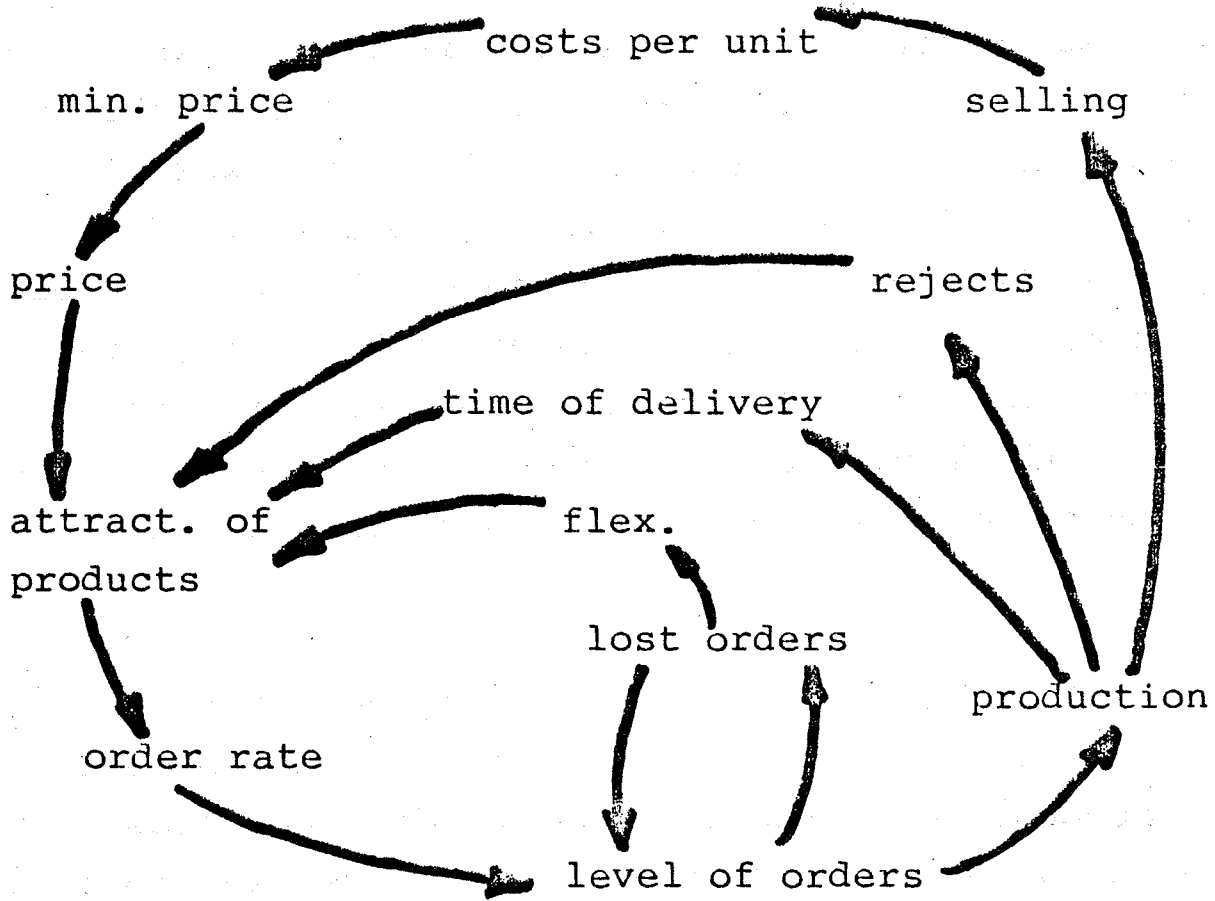 costs per unit
min. price
selling
price
rejects
time of delivery
attract. of
products
flex.
lost orders
production
order rate
level of orders